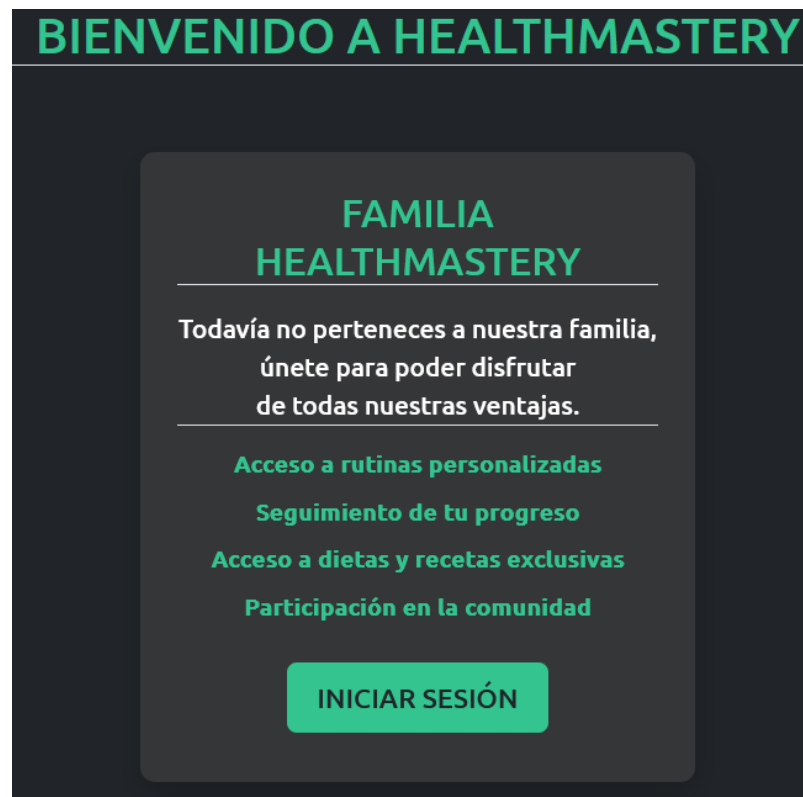 BIENVENIDO A HEALTHMASTERY
FAMILIA
HEALTHMASTERY
Todavía no perteneces a nuestra familia,
únete para poder disfrutar
de todas nuestras ventajas.
Acceso a rutinas personalizadas
Seguimiento de tu progreso
Acceso a dietas y recetas exclusivas
Participación en la comunidad
INICIAR SESIÓN